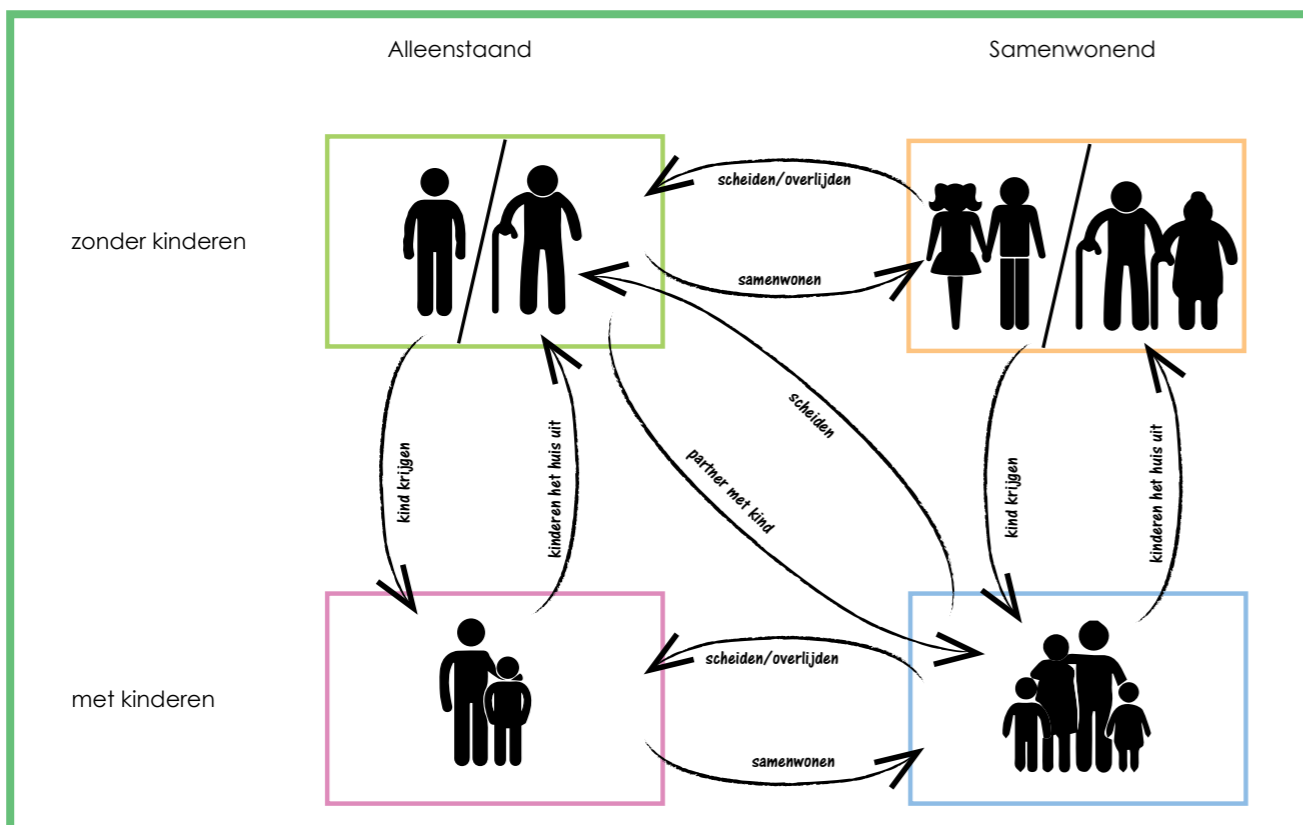 Alleenstaand
Samenwonend
zonder kinderen
scheiden/overlijden
samenwonen
kind krijgen
kinderen het huis uit
scheiden
partner met kind
kind krijgen
kinderen het huis uit
met kinderen
scheiden/overlijden
samenwonen